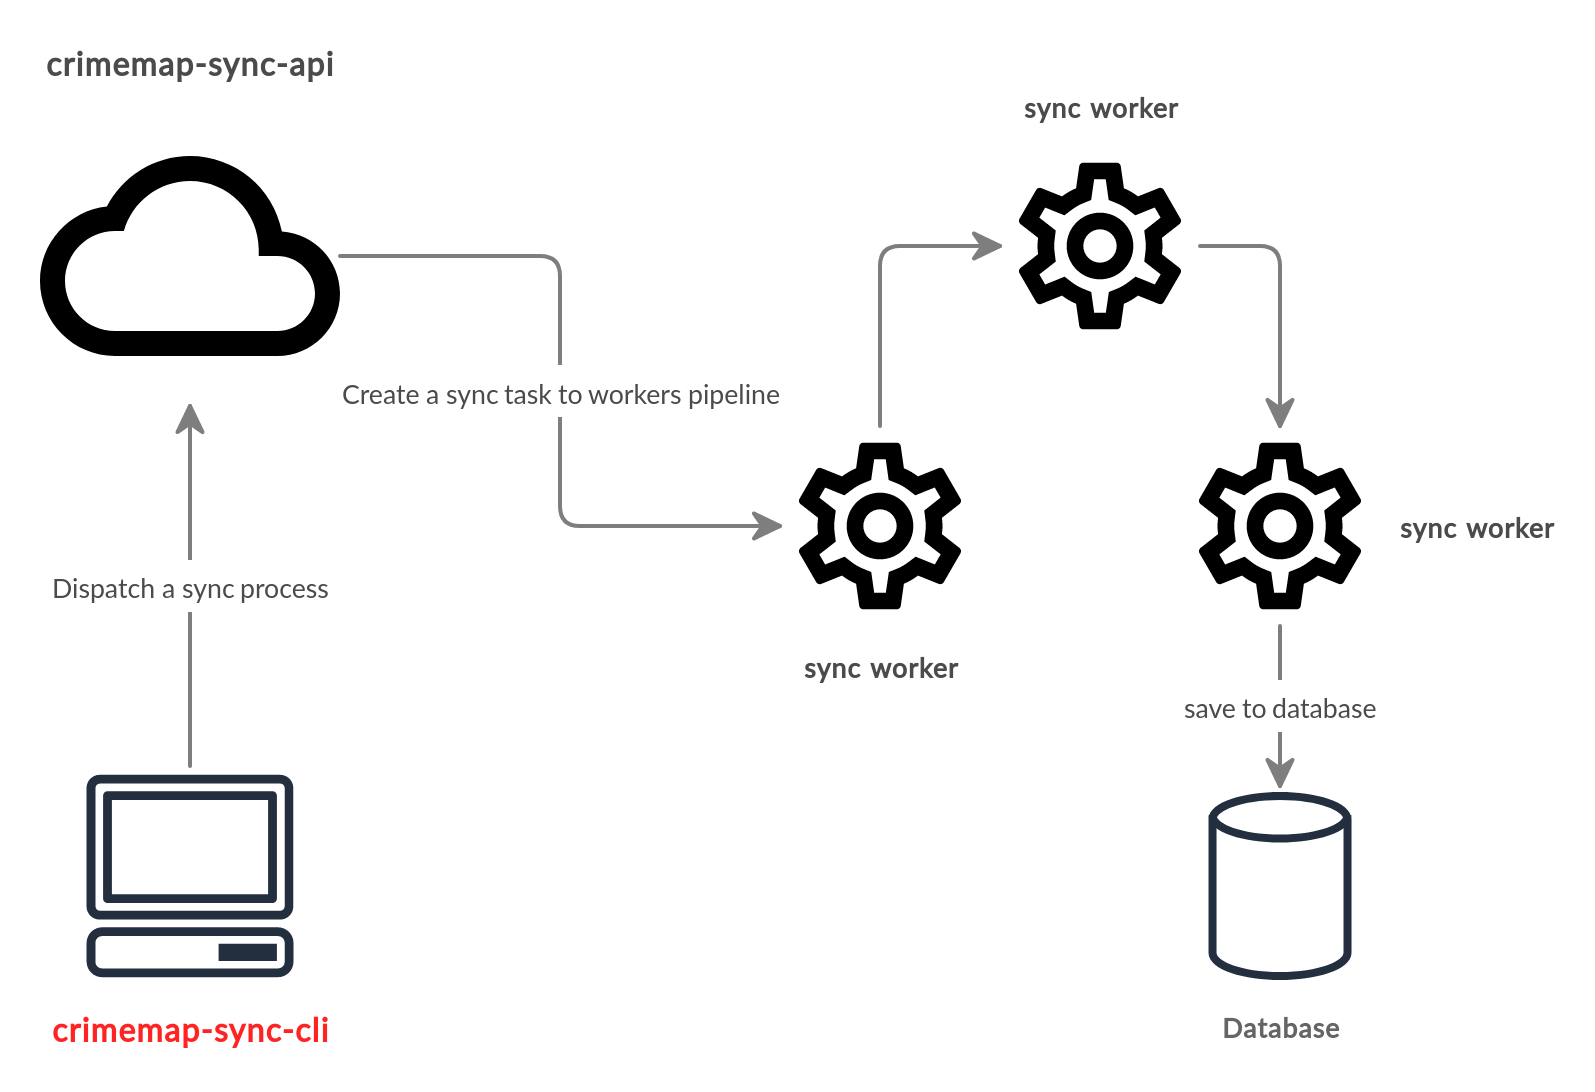 crimemap-sync-api
sync worker
Create a sync task to workers pipeline
sync worker
Dispatch a sync process
sync worker
save to database
crimemap-sync-cli
Database